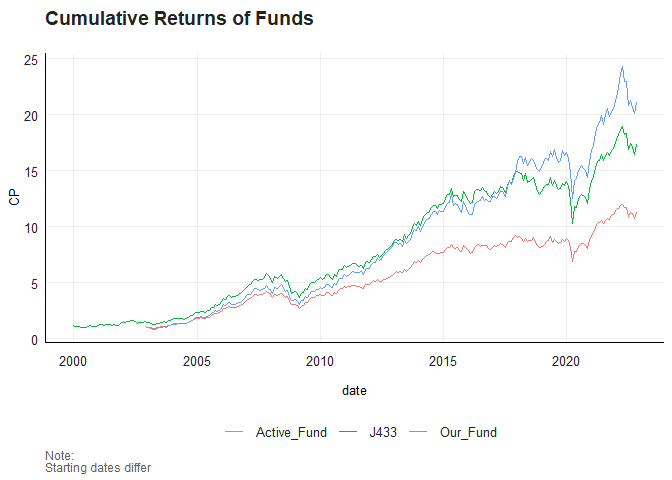 Cumulative Returns of Funds
25
20
15
10
5
0
CP
2000 2005 2010 2015 2020
date
Active_Fund J433 Our_Fund
Note:
Starting dates differ